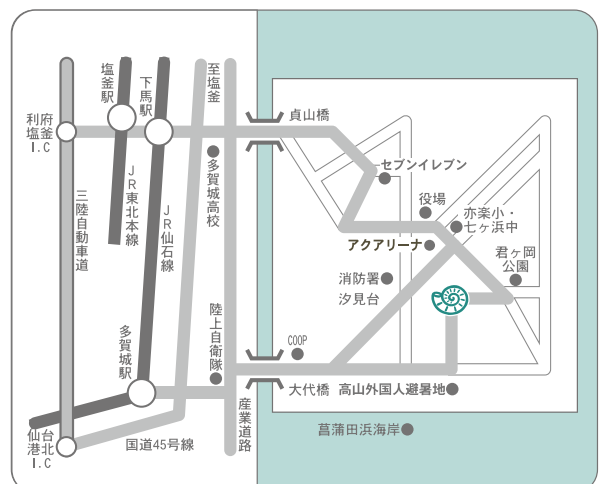 塩釜駅
下馬駅
至塩釜
利府
塩釜
I.C
貞山橋
セブンイレブン
多賀城高校
役場
亦楽小・
七ヶ浜中
アクアリーナ
君ヶ岡
公園
三陸自動車道
JR東北本線
JR仙石線
消防署
汐見台
陸上自衛隊
多賀城駅
COOP
大代橋
高山外国人避暑地
産業道路
菖蒲田浜海岸
仙台
港北
I.C
国道45号線